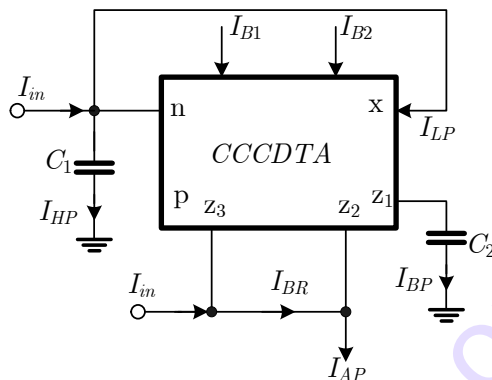 I_{B1} I_{B2}
I_{in} n x
I_{LP}
C_1 CCCDTA
I_{HP} p z_3 z_2 z_1
C_2
I_{in} I_{BR} I_{BP}
I_{AP}